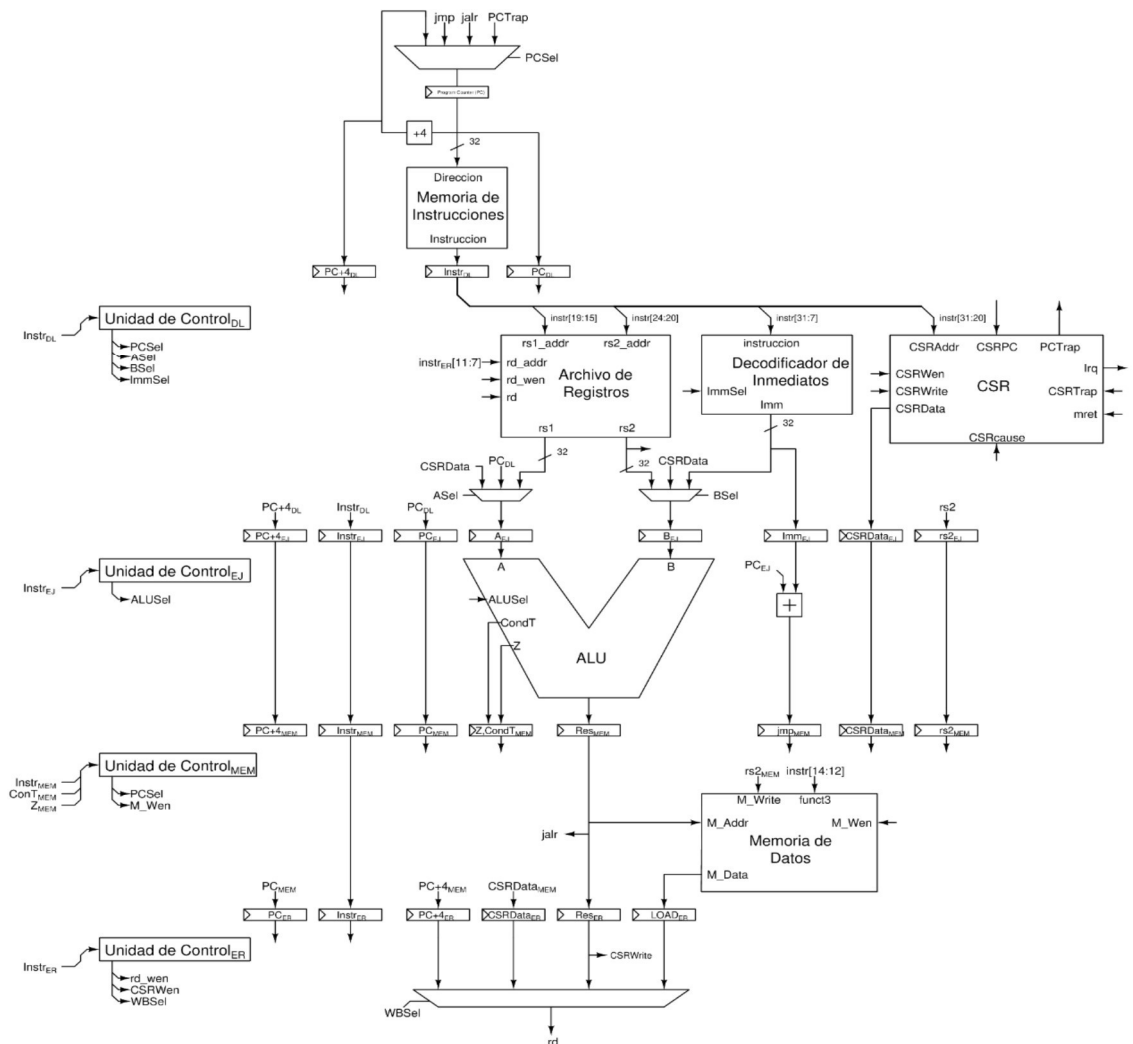 jmp jalr PCTrap
PCSel
Program Counter (PC)
+4
32
Direccion
Memoria de
Instrucciones
Instruccion
PC+4DL
InstrDL
PCDL
Unidad de ControlDL
InstrDL
PCSel
ASel
BSel
ImmSel
instr[19:15]
instr[24:20]
instr[31:7]
instr[31:20]
rs1_addr
rs2_addr
instrER[11:7]
rd_addr
rd_wen
rd
Archivo de
Registros
rs1
rs2
instruccion
Decodificador de
Inmediatos
ImmSel
Imm
CSRAddr
CSRPC
PCTrap
CSRWen
CSRWrite
CSRData
CSR
Irq
CSRTrap
mret
CSRcause
32
32
32
CSRData
PCDL
ASel
CSRData
BSel
PC+4DL
InstrDL
PCDL
rs2
PC+4EJ
InstrEJ
PCEJ
AEJ
BEJ
ImmEJ
CSRDataEJ
rs2EJ
Unidad de ControlEJ
InstrEJ
ALUSel
A
B
ALUSel
CondT
Z
ALU
PCEJ
+
PC+4MEM
InstrMEM
PCMEM
Z,CondTMEM
ResMEM
jmpMEM
CSRDataMEM
rs2MEM
Unidad de ControlMEM
InstrMEM
ConTMEM
ZMEM
PCSel
M_Wen
rs2MEM
instr[14:12]
M_Write
funct3
M_Addr
M_Wen
Memoria de
Datos
M_Data
jalr
PCMEM
PC+4MEM
CSRDataMEM
PCER
InstrER
PC+4ER
CSRDataER
ResER
LOADER
Unidad de ControlER
InstrER
rd_wen
CSRWen
WBSel
CSRWrite
WBSel
rd